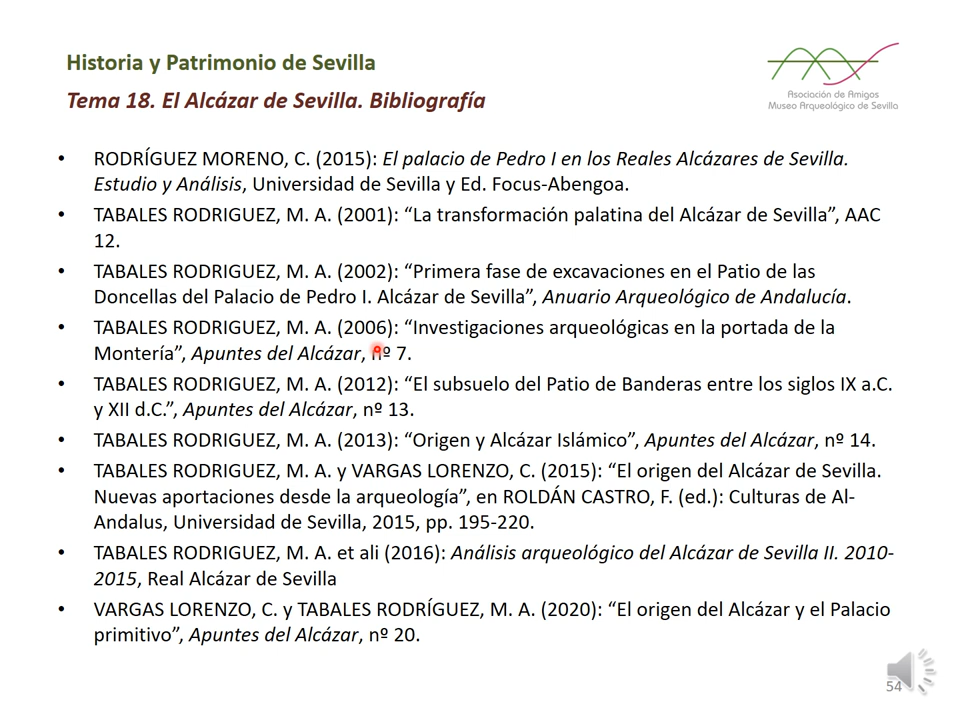 Historia y Patrimonio de Sevilla
Tema 18. El Alcázar de Sevilla. Bibliografía
Asociación de Amigos
Museo Arqueológico de Sevilla
• RODRÍGUEZ MORENO, C. (2015): El palacio de Pedro I en los Reales Alcázares de Sevilla.
Estudio y Análisis, Universidad de Sevilla y Ed. Focus-Abengoa.
• TABALES RODRIGUEZ, M. A. (2001): “La transformación palatina del Alcázar de Sevilla”, AAC
12.
• TABALES RODRIGUEZ, M. A. (2002): “Primera fase de excavaciones en el Patio de las
Doncellas del Palacio de Pedro I. Alcázar de Sevilla”, Anuario Arqueológico de Andalucía.
• TABALES RODRIGUEZ, M. A. (2006): “Investigaciones arqueológicas en la portada de la
Montería”, Apuntes del Alcázar, nº 7.
• TABALES RODRIGUEZ, M. A. (2012): “El subsuelo del Patio de Banderas entre los siglos IX a.C.
y XII d.C.”, Apuntes del Alcázar, nº 13.
• TABALES RODRIGUEZ, M. A. (2013): “Origen y Alcázar Islámico”, Apuntes del Alcázar, nº 14.
• TABALES RODRIGUEZ, M. A. y VARGAS LORENZO, C. (2015): “El origen del Alcázar de Sevilla.
Nuevas aportaciones desde la arqueología”, en ROLDÁN CASTRO, F. (ed.): Culturas de Al-
Andalus, Universidad de Sevilla, 2015, pp. 195-220.
• TABALES RODRIGUEZ, M. A. et ali (2016): Análisis arqueológico del Alcázar de Sevilla II. 2010-
2015, Real Alcázar de Sevilla
• VARGAS LORENZO, C. y TABALES RODRÍGUEZ, M. A. (2020): “El origen del Alcázar y el Palacio
primitivo”, Apuntes del Alcázar, nº 20.
54